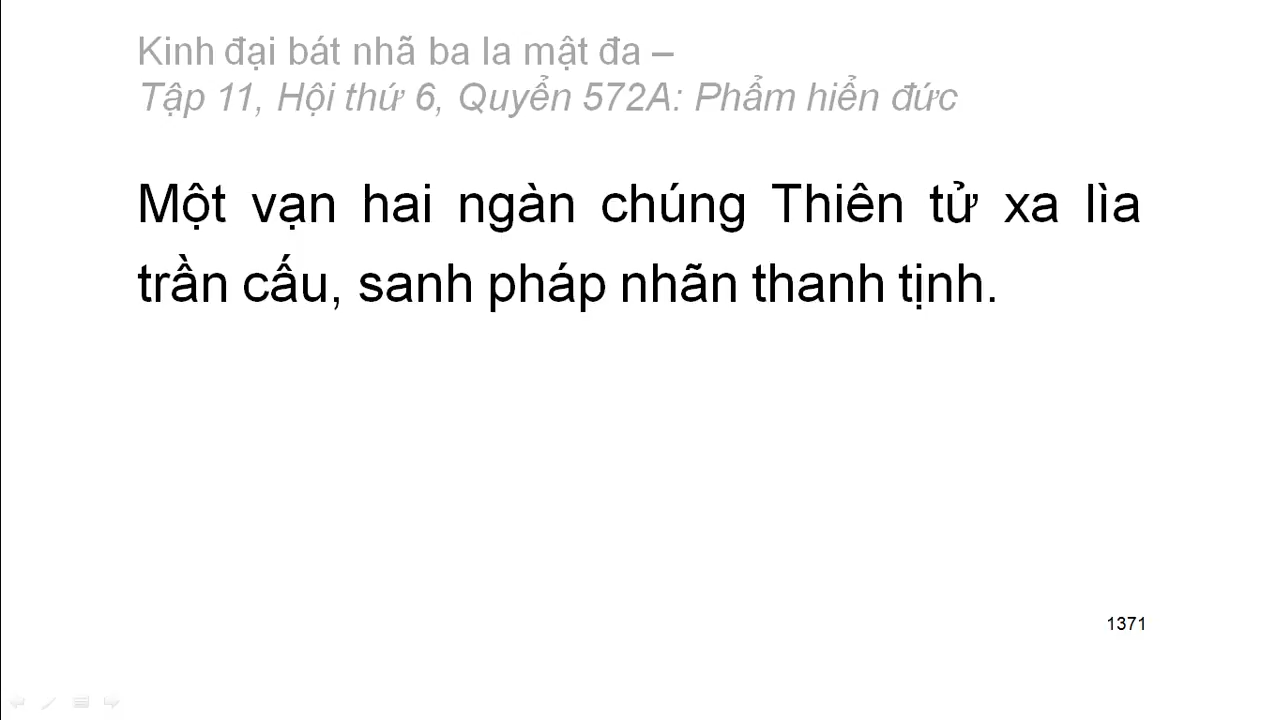 Kinh đại bát nhã ba la mật đa –
Tập 11, Hội thứ 6, Quyển 572A: Phẩm hiển đức
Một vạn hai ngàn chúng Thiên tử xa lìa
trần cấu, sanh pháp nhãn thanh tịnh.
1371